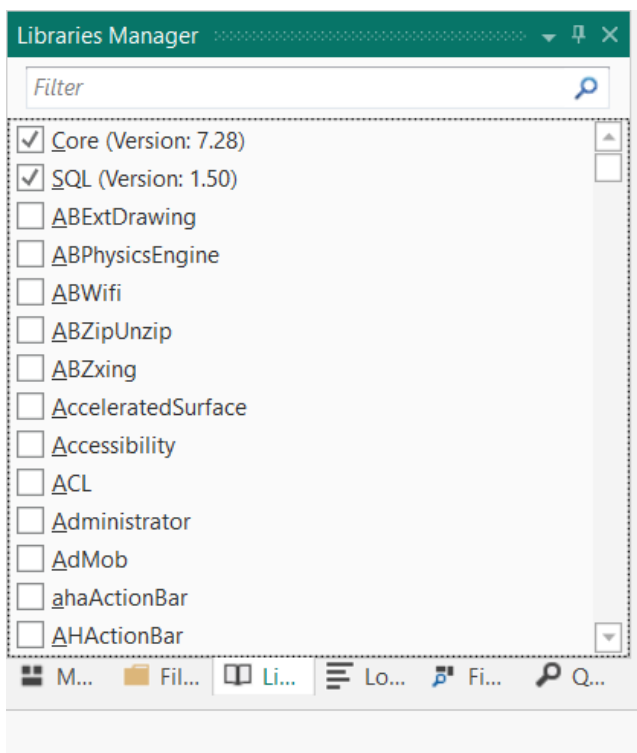 Libraries Manager
Filter
Core (Version: 7.28)
SQL (Version: 1.50)
ABExtDrawing
ABPhysicsEngine
ABWifi
ABZipUnzip
ABZxing
AcceleratedSurface
Accessibility
ACL
Administrator
AdMob
ahaActionBar
AHActionBar
M... Fil... Li... Lo... Fi... Q...